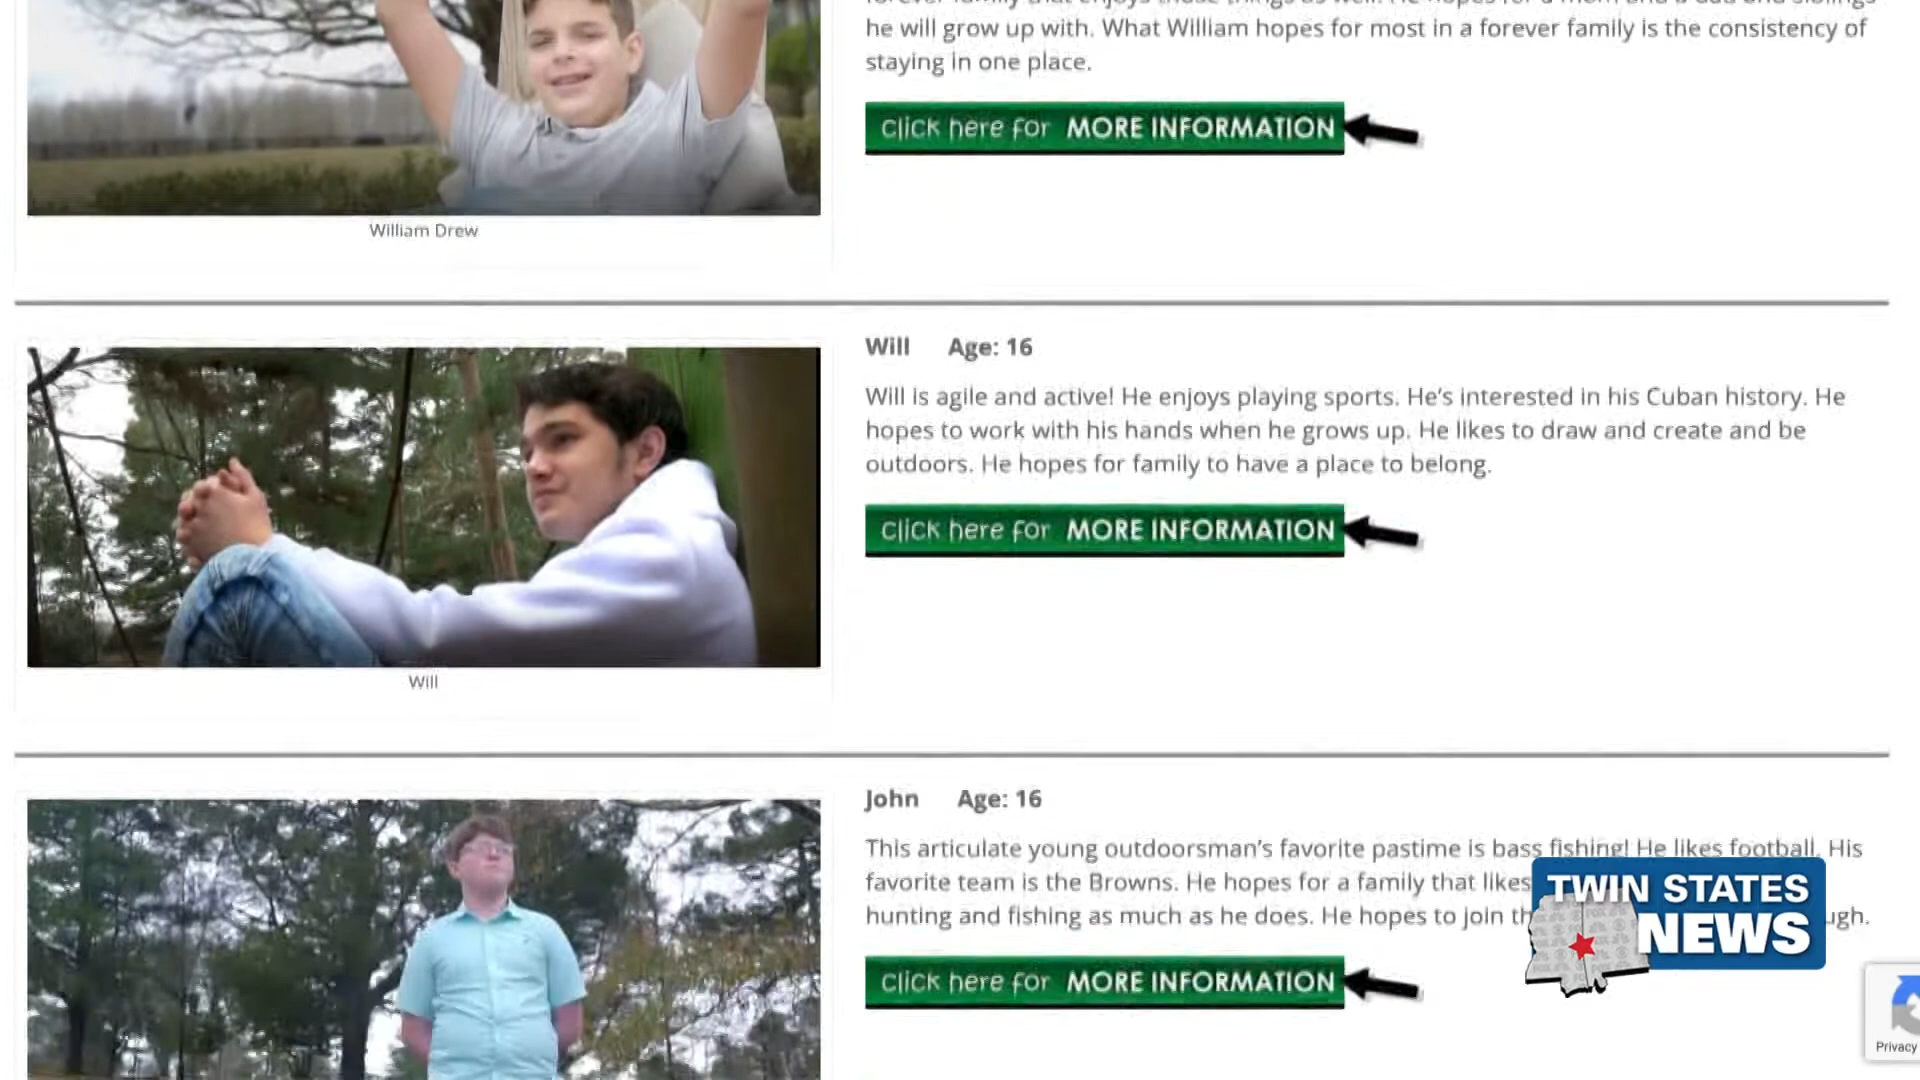 he will grow up with. What William hopes for most in a forever family is the consistency of
staying in one place.
click here for MORE INFORMATION
William Drew
Will Age: 16
Will is agile and active! He enjoys playing sports. He's interested in his Cuban history. He
hopes to work with his hands when he grows up. He likes to draw and create and be
outdoors. He hopes for family to have a place to belong.
click here for MORE INFORMATION
Will
John Age: 16
This articulate young outdoorsman's favorite pastime is bass fishing! He likes football. His
favorite team is the Browns. He hopes for a family that likes
hunting and fishing as much as he does. He hopes to join
click here for MORE INFORMATION
TWIN STATES
NEWS
Privacy